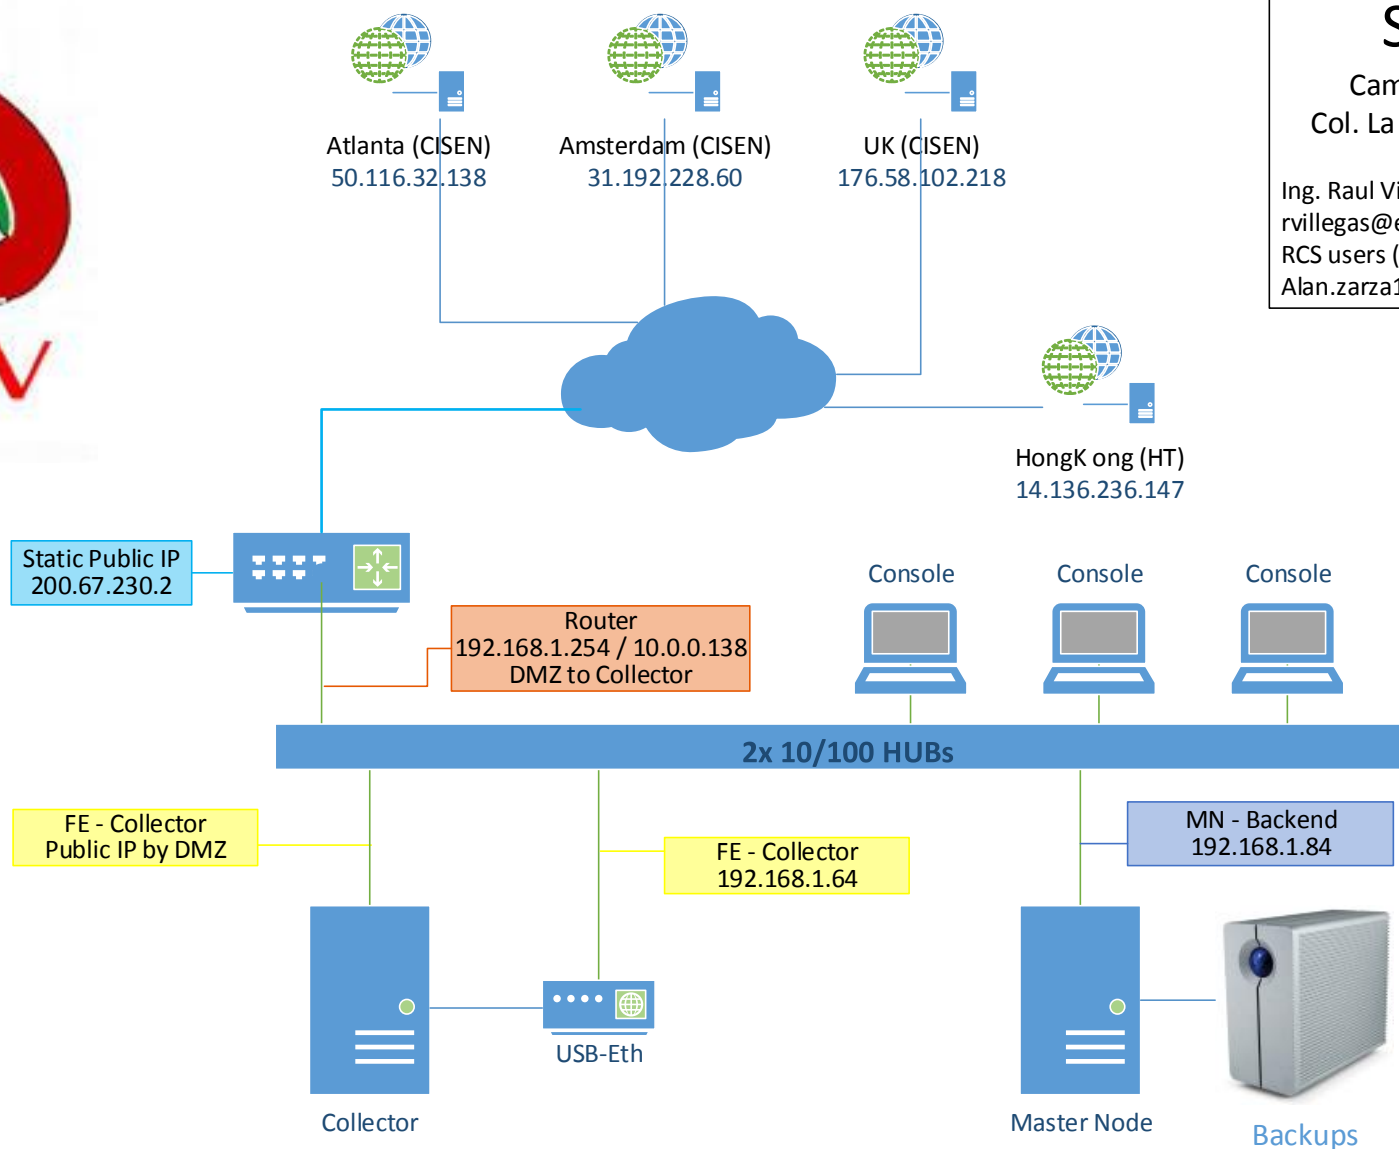 S
Cam
Col. La
Ing. Raul Vi
rvillegas@e
RCS users (
Alan.zarza1
V
Atlanta (CISEN)
50.116.32.138
Amsterdam (CISEN)
31.192.228.60
UK (CISEN)
176.58.102.218
HongK ong (HT)
14.136.236.147
Static Public IP
200.67.230.2
Router
192.168.1.254 / 10.0.0.138
DMZ to Collector
Console
Console
Console
2x 10/100 HUBs
FE - Collector
Public IP by DMZ
FE - Collector
192.168.1.64
MN - Backend
192.168.1.84
USB-Eth
Collector
Master Node
Backups